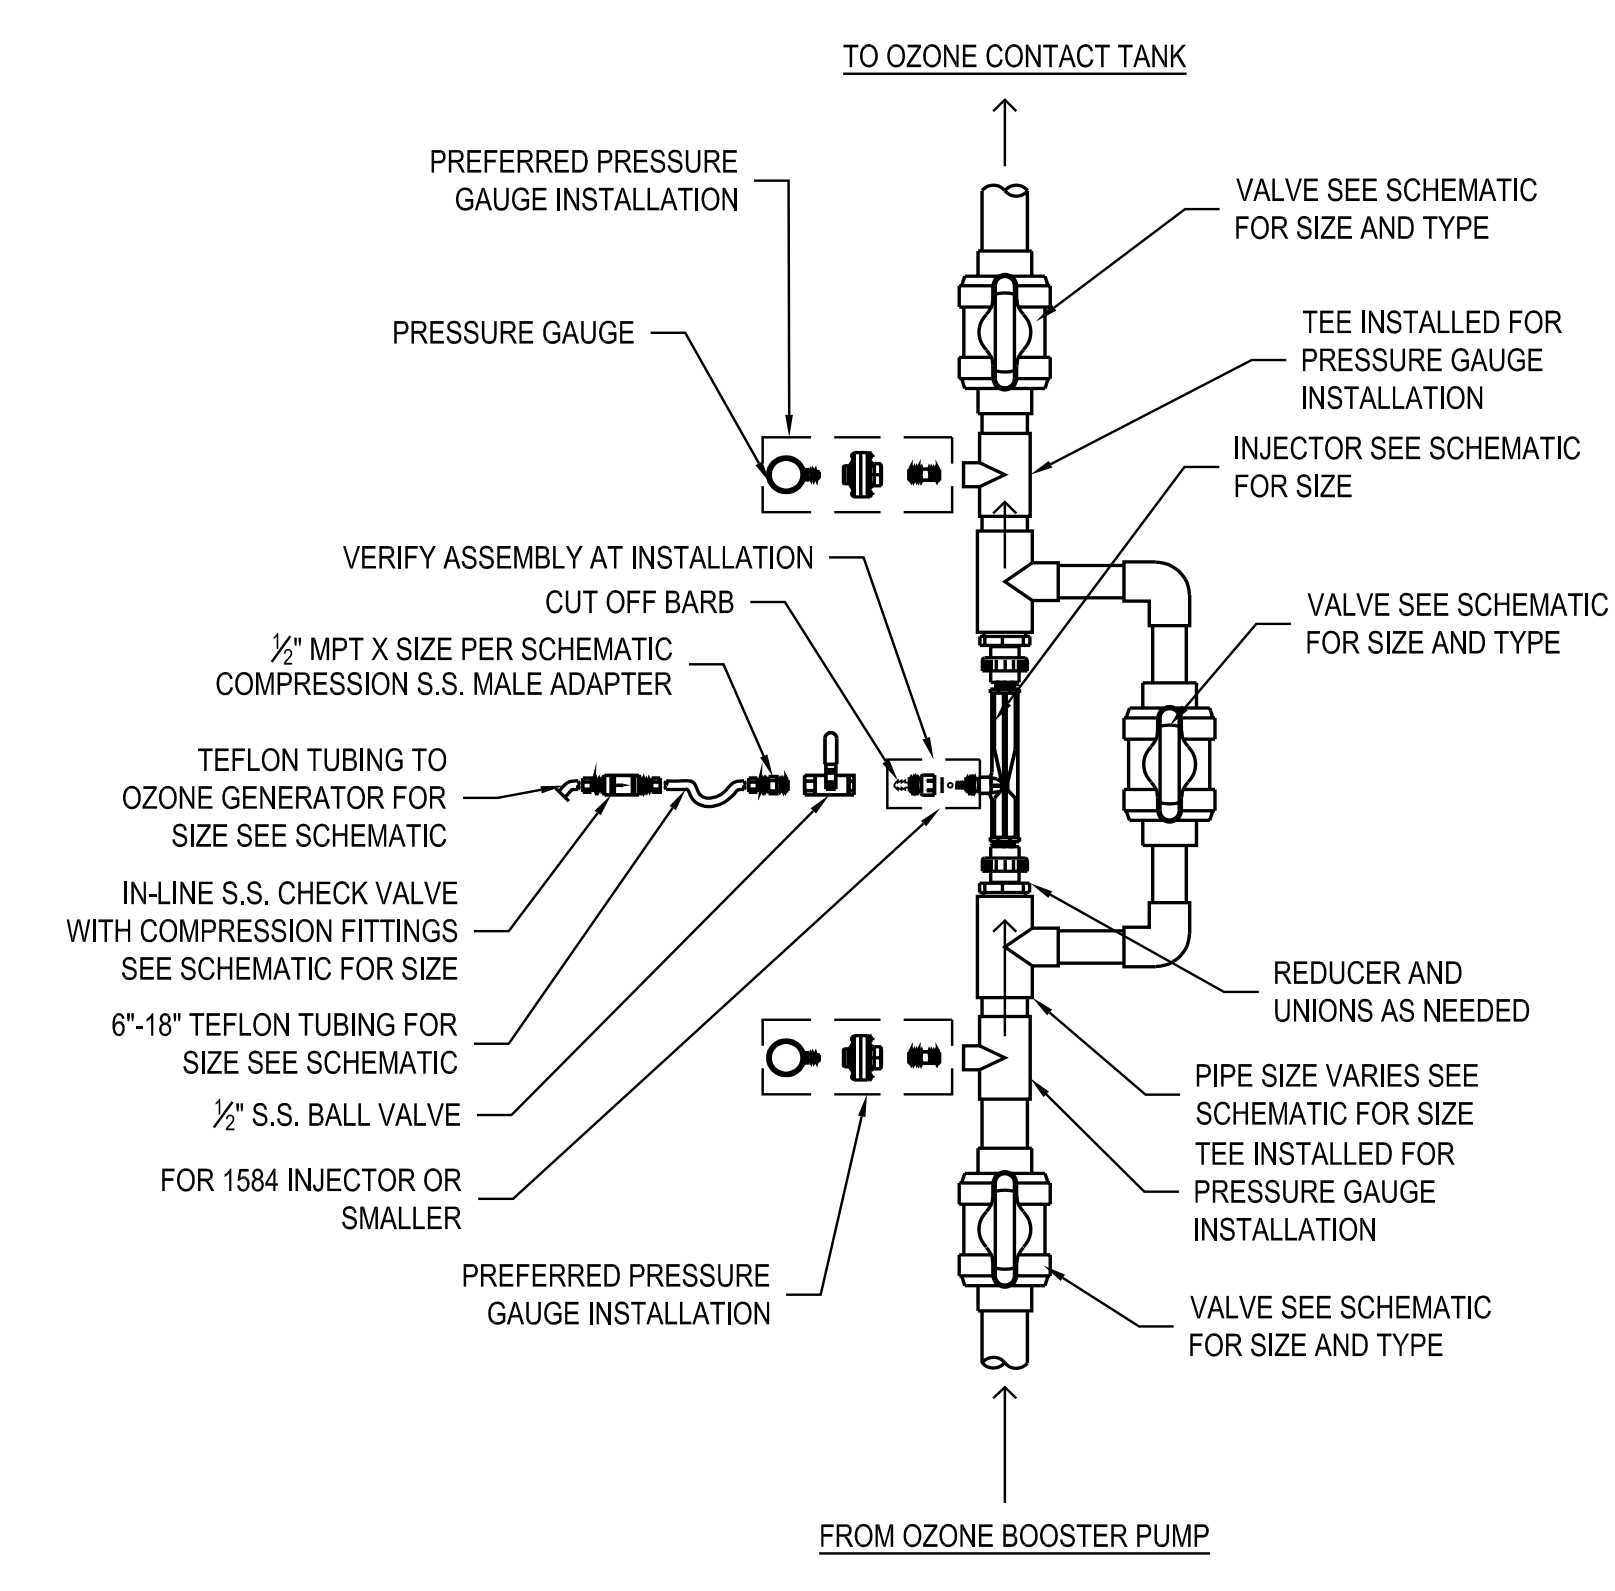 TO OZONE CONTACT TANK
PREFERRED PRESSURE
GAUGE INSTALLATION
VALVE SEE SCHEMATIC
FOR SIZE AND TYPE
PRESSURE GAUGE
TEE INSTALLED FOR
PRESSURE GAUGE
INSTALLATION
INJECTOR SEE SCHEMATIC
FOR SIZE
VERIFY ASSEMBLY AT INSTALLATION
CUT OFF BARB
½" MPT X SIZE PER SCHEMATIC
COMPRESSION S.S. MALE ADAPTER
VALVE SEE SCHEMATIC
FOR SIZE AND TYPE
TEFLON TUBING TO
OZONE GENERATOR FOR
SIZE SEE SCHEMATIC
IN-LINE S.S. CHECK VALVE
WITH COMPRESSION FITTINGS
SEE SCHEMATIC FOR SIZE
6"-18" TEFLON TUBING FOR
SIZE SEE SCHEMATIC
½" S.S. BALL VALVE
FOR 1584 INJECTOR OR
SMALLER
REDUCER AND
UNIONS AS NEEDED
PIPE SIZE VARIES SEE
SCHEMATIC FOR SIZE
TEE INSTALLED FOR
PRESSURE GAUGE
INSTALLATION
PREFERRED PRESSURE
GAUGE INSTALLATION
VALVE SEE SCHEMATIC
FOR SIZE AND TYPE
FROM OZONE BOOSTER PUMP